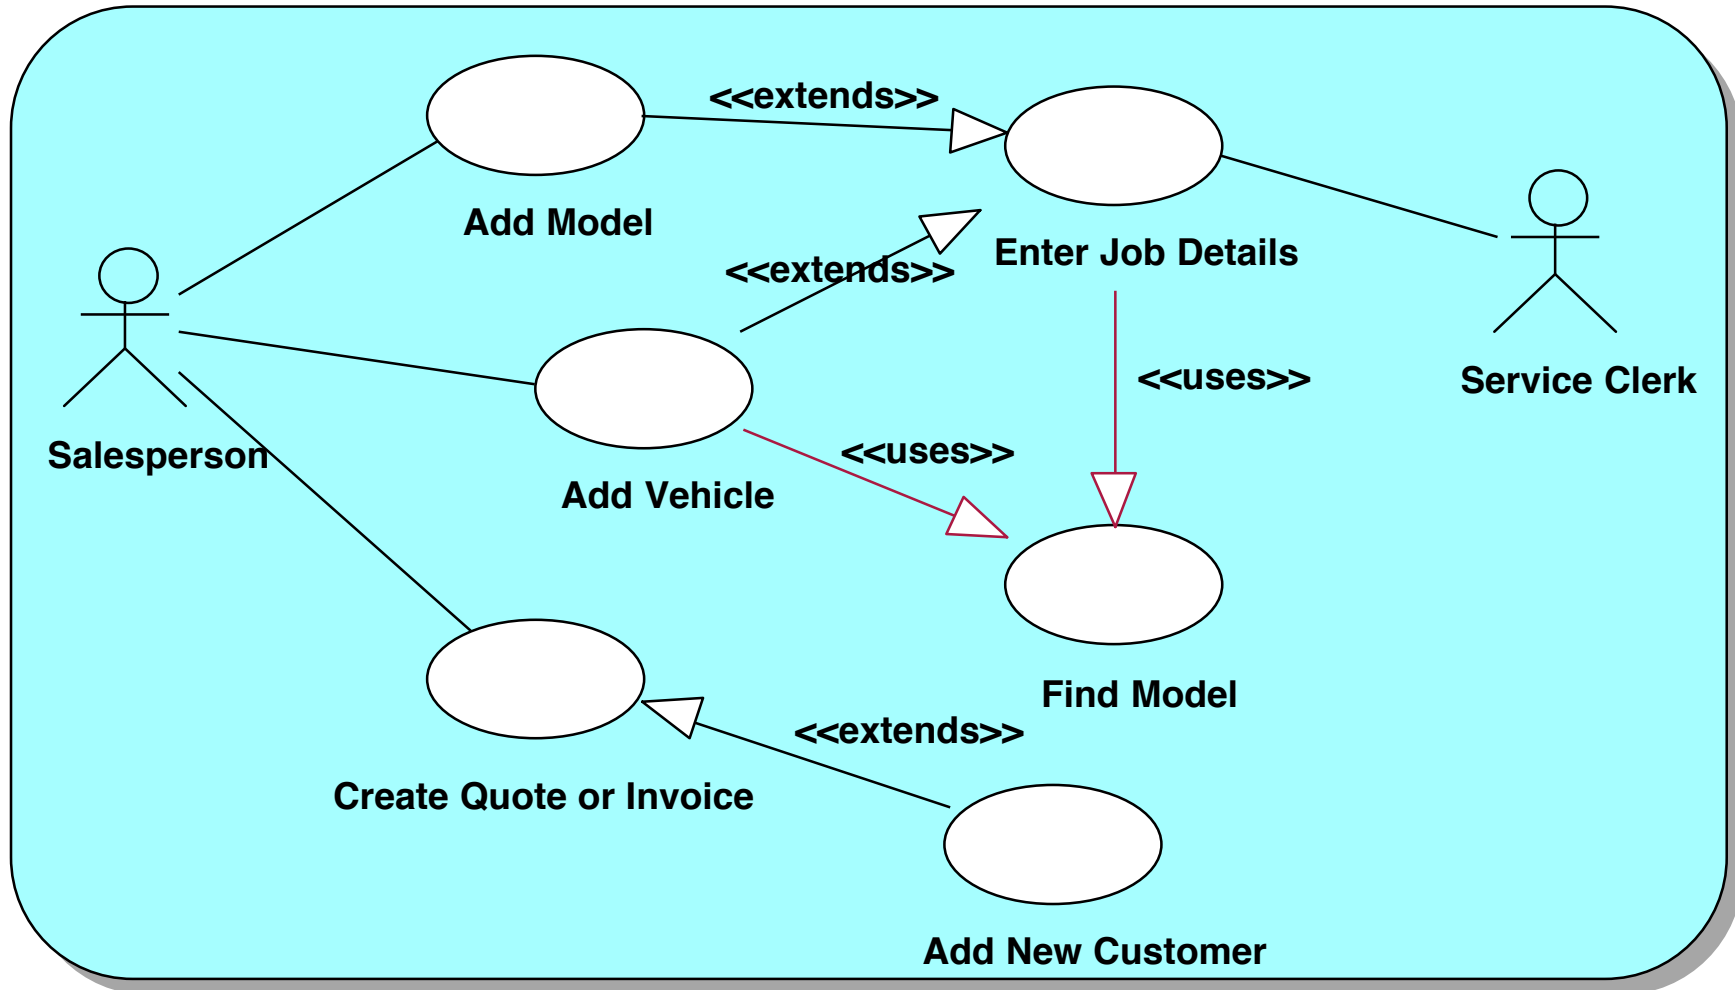 <<extends>>
Add Model
Enter Job Details
<<extends>>
Service Clerk
<<uses>>
Salesperson
<<uses>>
Add Vehicle
Find Model
<<extends>>
Create Quote or Invoice
Add New Customer